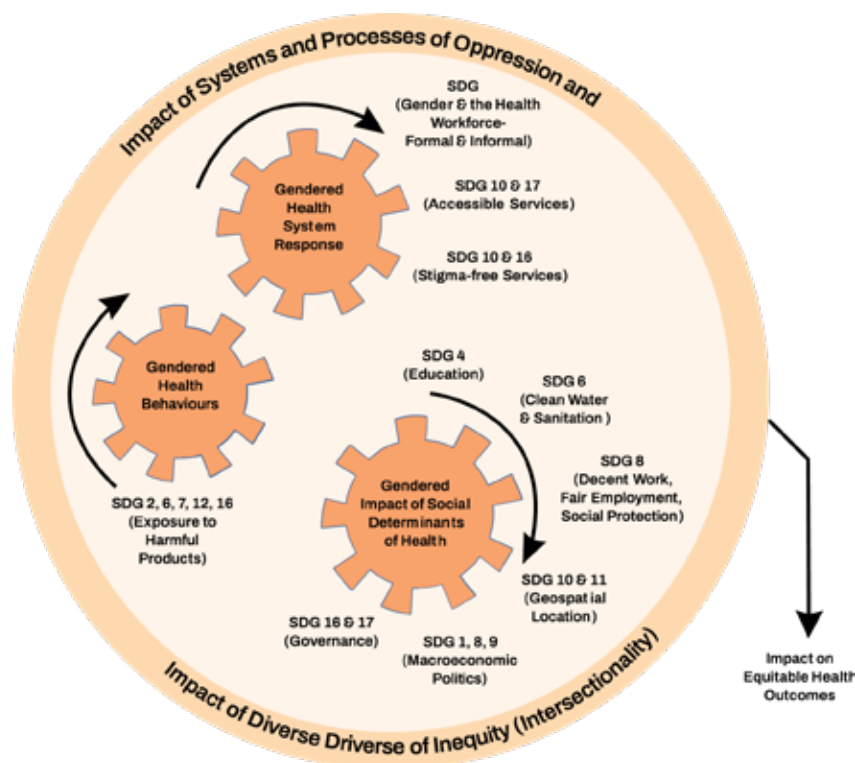 Impact of Systems and Processes of Oppression and
SDG
(Gender & the Health
Workforce-
Formal & Informal)
Gendered
Health
System
Response
SDG 10 & 17
(Accessible Services)
SDG 10 & 16
(Stigma-free Services)
Gendered
Health
Behaviours
SDG 2, 6, 7, 12, 16
(Exposure to
Harmful
Products)
SDG 4
(Education)
SDG 6
(Clean Water
& Sanitation )
Gendered
Impact of Social
Determinants
of Health
SDG 8
(Decent Work,
Fair Employment,
Social Protection)
SDG 10 & 11
(Geospatial
Location)
SDG 16 & 17
(Governance)
SDG 1, 8, 9
(Macroeconomic
Politics)
Impact of Diverse Driverse of Inequity (Intersectionality)
Impact on
Equitable Health
Outcomes